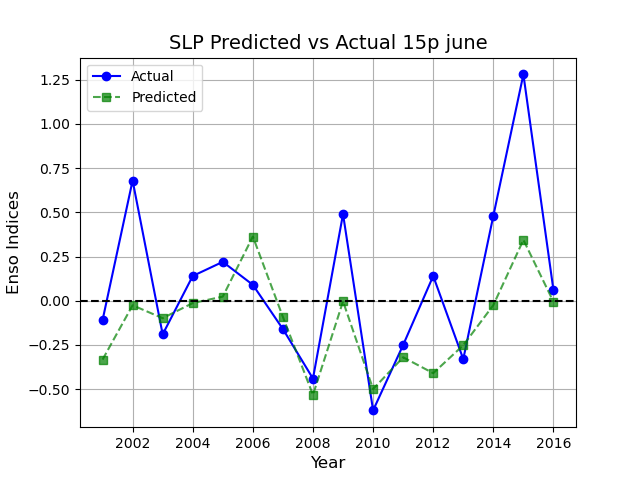 SLP Predicted vs Actual 15p june
Actual
Predicted
1.25
1.00
0.75
0.50
0.25
0.00
−0.25
−0.50
Enso Indices
2002 2004 2006 2008 2010 2012 2014 2016
Year